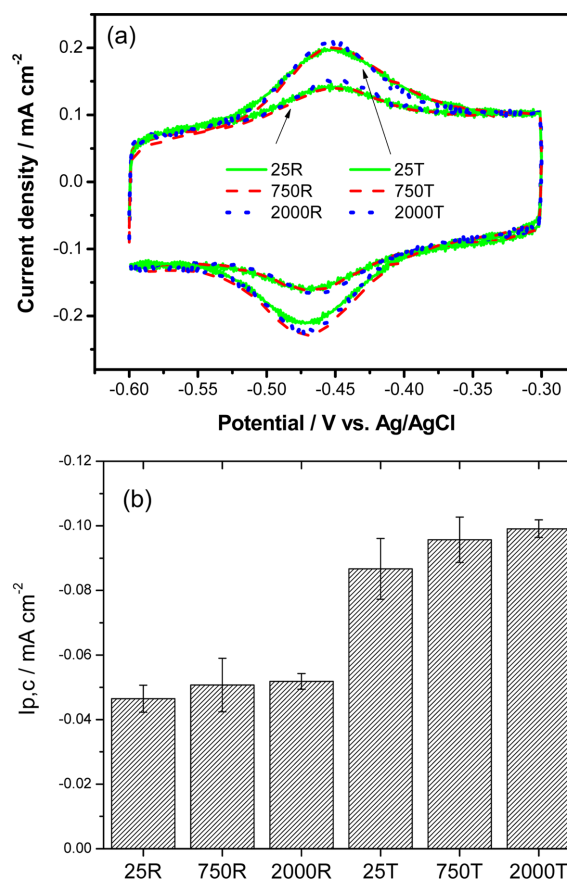 (a)
0.2
0.1
0.0
-0.1
-0.2
Current density / mA cm-2
25R 25T
750R 750T
2000R 2000T
-0.60 -0.55 -0.50 -0.45 -0.40 -0.35 -0.30
Potential / V vs. Ag/AgCl
(b)
-0.12
-0.10
-0.08
-0.06
-0.04
-0.02
0.00
Ip,c / mA cm-2
25R 750R 2000R 25T 750T 2000T